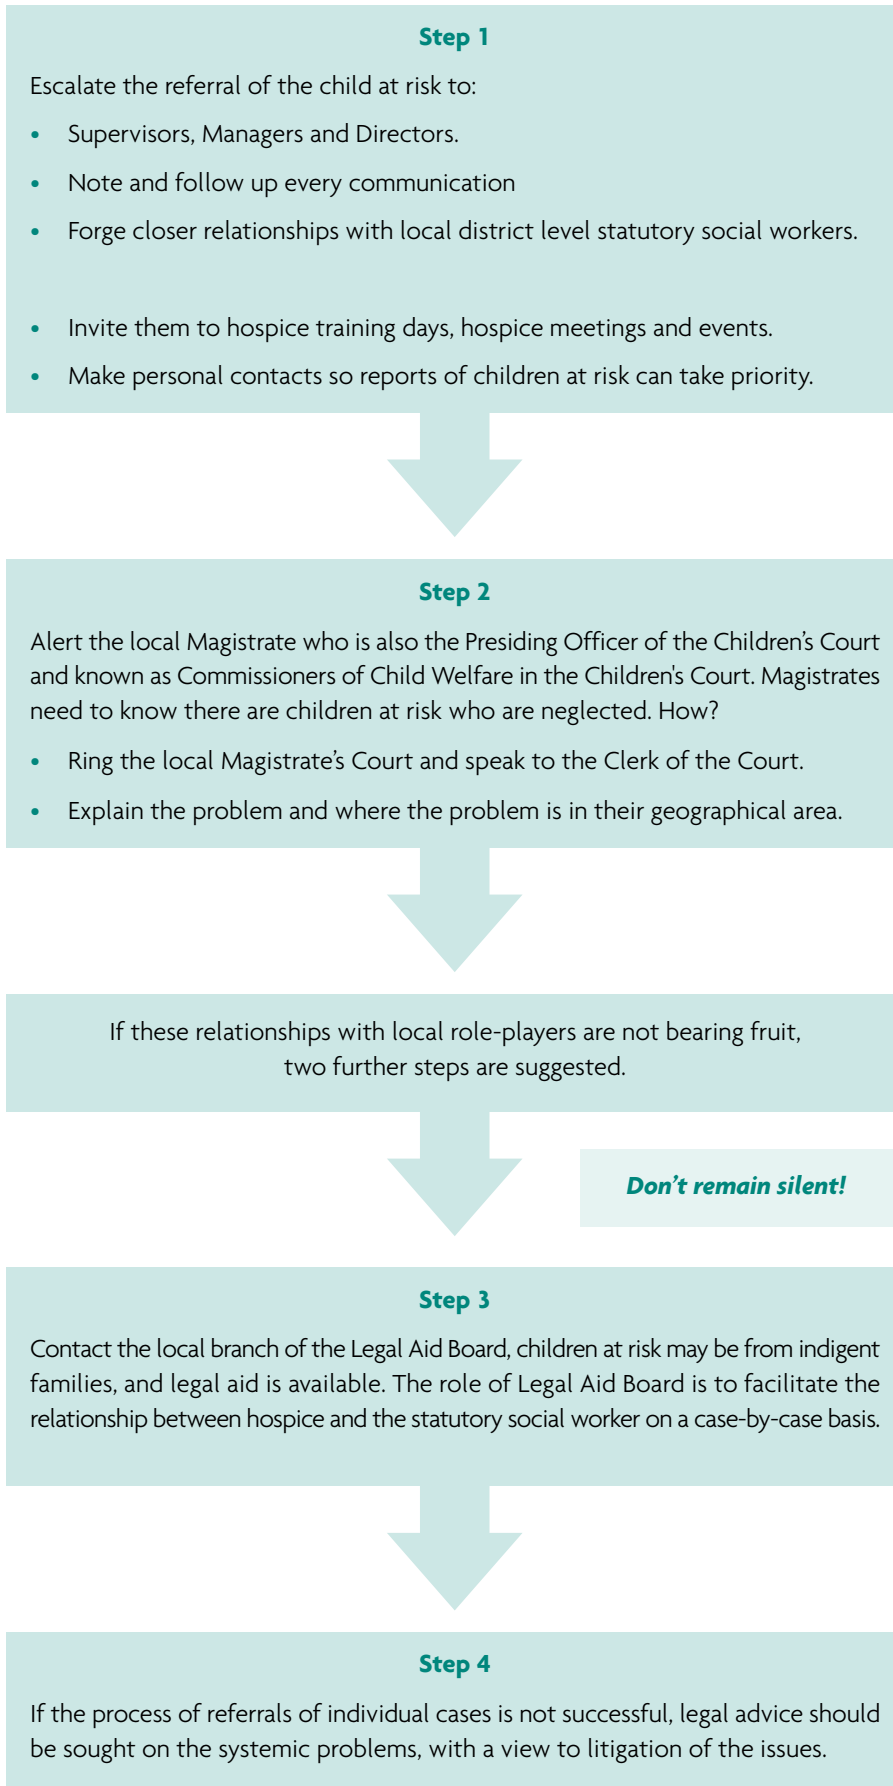 Step 1
Escalate the referral of the child at risk to:
• Supervisors, Managers and Directors.
• Note and follow up every communication
• Forge closer relationships with local district level statutory social workers.
• Invite them to hospice training days, hospice meetings and events.
• Make personal contacts so reports of children at risk can take priority.
Step 2
Alert the local Magistrate who is also the Presiding Officer of the Children’s Court
and known as Commissioners of Child Welfare in the Children's Court. Magistrates
need to know there are children at risk who are neglected. How?
• Ring the local Magistrate’s Court and speak to the Clerk of the Court.
• Explain the problem and where the problem is in their geographical area.
If these relationships with local role-players are not bearing fruit,
two further steps are suggested.
Don’t remain silent!
Step 3
Contact the local branch of the Legal Aid Board, children at risk may be from indigent
families, and legal aid is available. The role of Legal Aid Board is to facilitate the
relationship between hospice and the statutory social worker on a case-by-case basis.
Step 4
If the process of referrals of individual cases is not successful, legal advice should
be sought on the systemic problems, with a view to litigation of the issues.